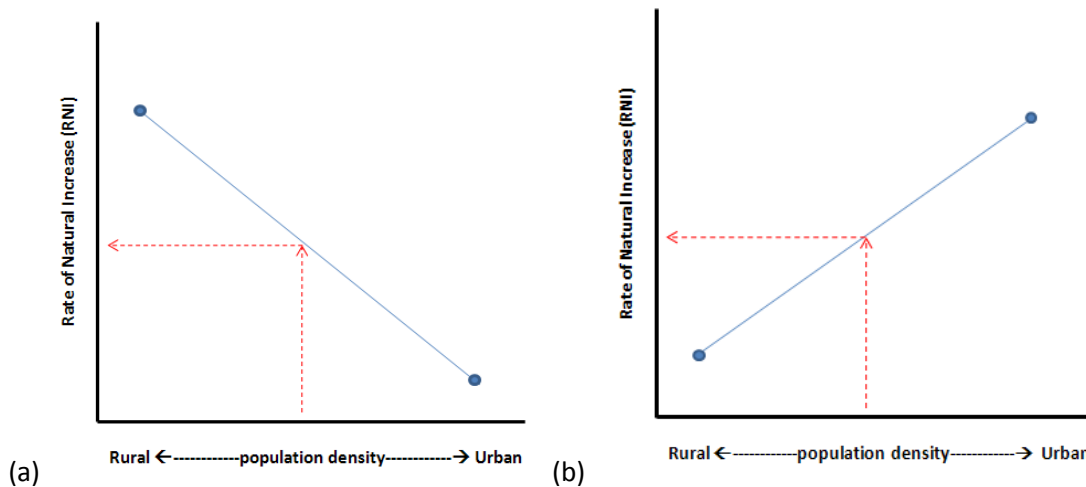 Rate of Natural Increase (RNI)
Rural ←------------population density------------→ Urban
(a)
Rate of Natural Increase (RNI)
Rural ←------------population density------------→ Urban
(b)